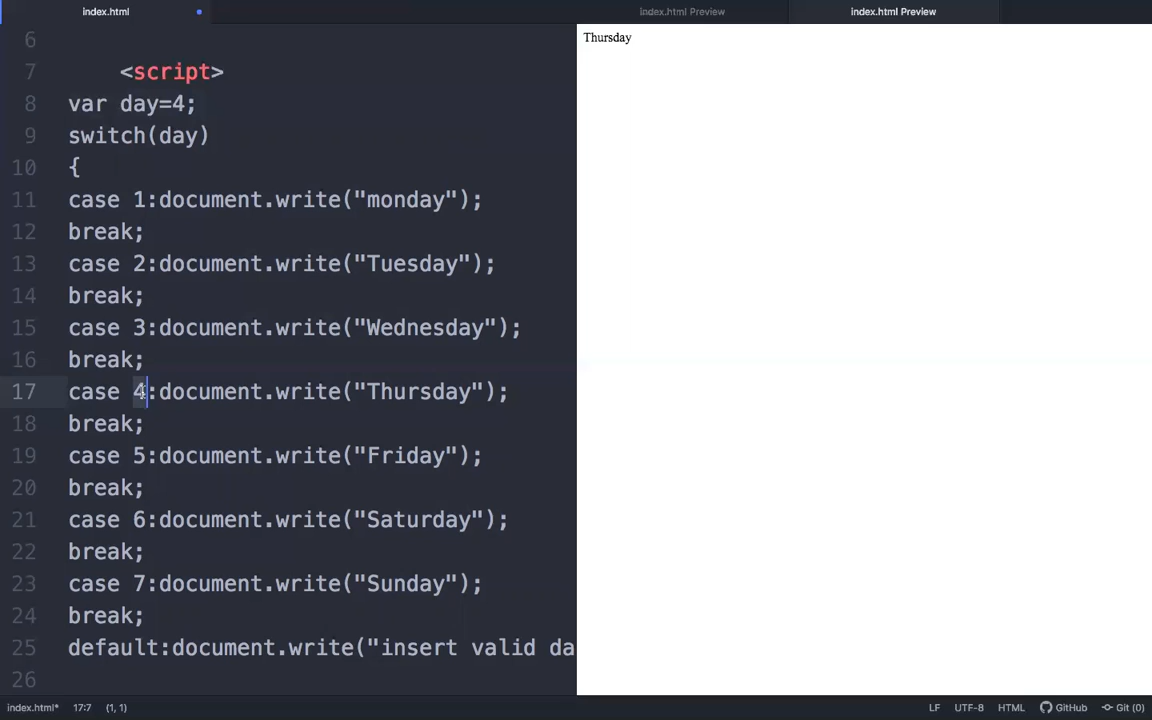 index.html
index.html Preview
index.html Preview
6
7 <script>
8 var day=4;
9 switch(day)
10 {
11 case 1:document.write("monday");
12 break;
13 case 2:document.write("Tuesday");
14 break;
15 case 3:document.write("Wednesday");
16 break;
17 case 4:document.write("Thursday");
18 break;
19 case 5:document.write("Friday");
20 break;
21 case 6:document.write("Saturday");
22 break;
23 case 7:document.write("Sunday");
24 break;
25 default:document.write("insert valid da
26
Thursday
index.html* 17:7 (1, 1) LF UTF-8 HTML GitHub Git (0)